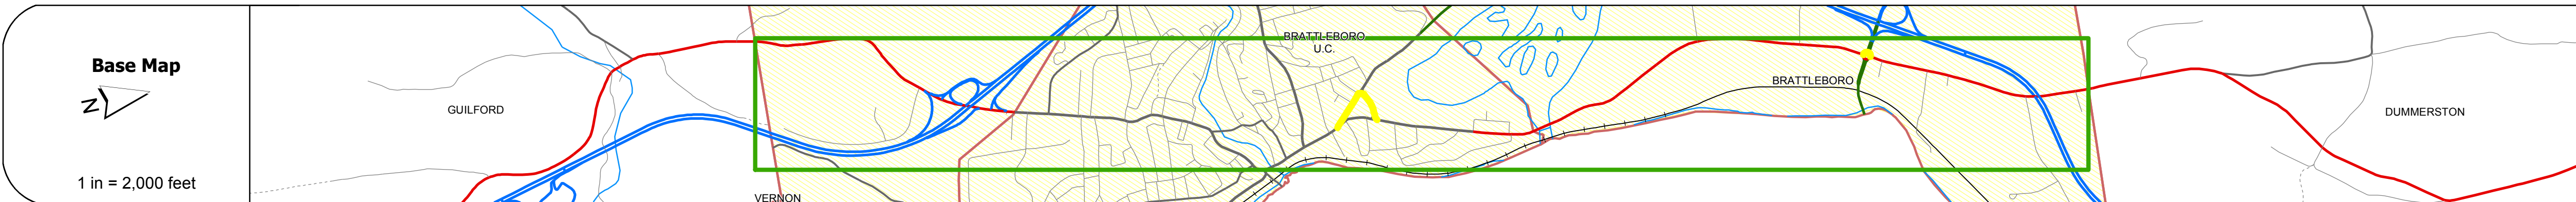 Base Map
N
1 in = 2,000 feet
GUILFORD
VERNON
BRATTLEBORO
U.C.
BRATTLEBORO
DUMMERSTON